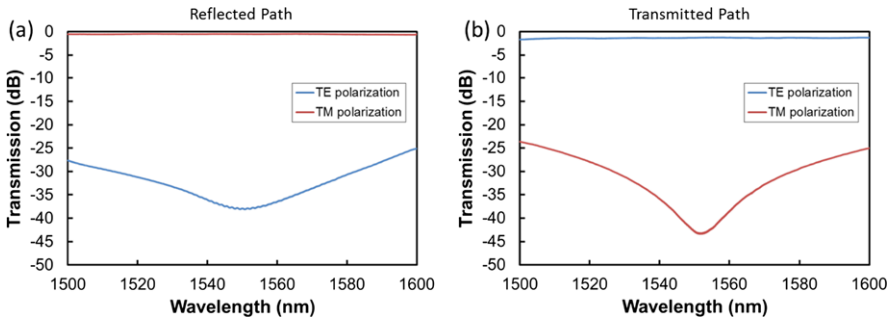 Reflected Path
(a)
0
-5
-10
-15
-20
-25
-30
-35
-40
-45
-50
Transmission (dB)
TE polarization
TM polarization
1500 1520 1540 1560 1580 1600
Wavelength (nm)
Transmitted Path
(b)
0
-5
-10
-15
-20
-25
-30
-35
-40
-45
-50
Transmission (dB)
TE polarization
TM polarization
1500 1520 1540 1560 1580 1600
Wavelength (nm)